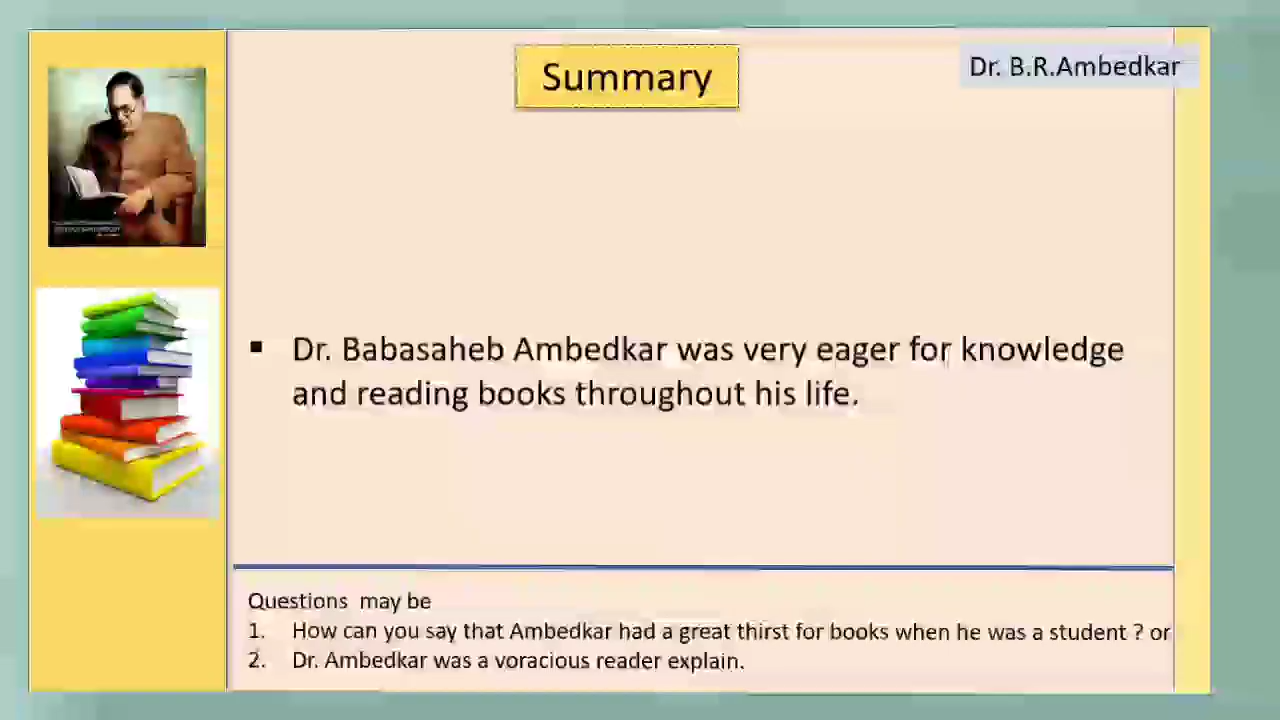 Summary
Dr. B.R.Ambedkar
▪ Dr. Babasaheb Ambedkar was very eager for knowledge
and reading books throughout his life.
Questions may be
1. How can you say that Ambedkar had a great thirst for books when he was a student ? or
2. Dr. Ambedkar was a voracious reader explain.